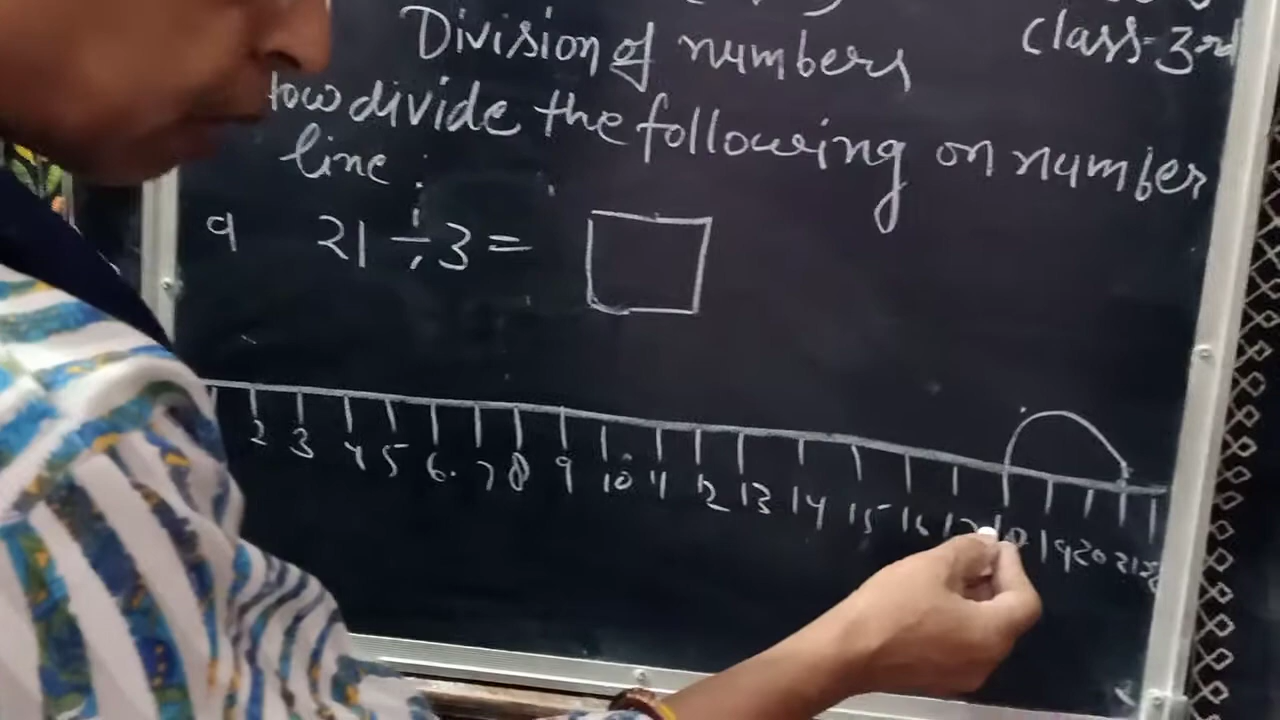 Division of numbers
class-3rd
How divide the following on number
line
a 21 ÷ 3 =
2 3 4 5 6 7 8 9 10 11 12 13 14 15 16 17 18 19 20 21 22